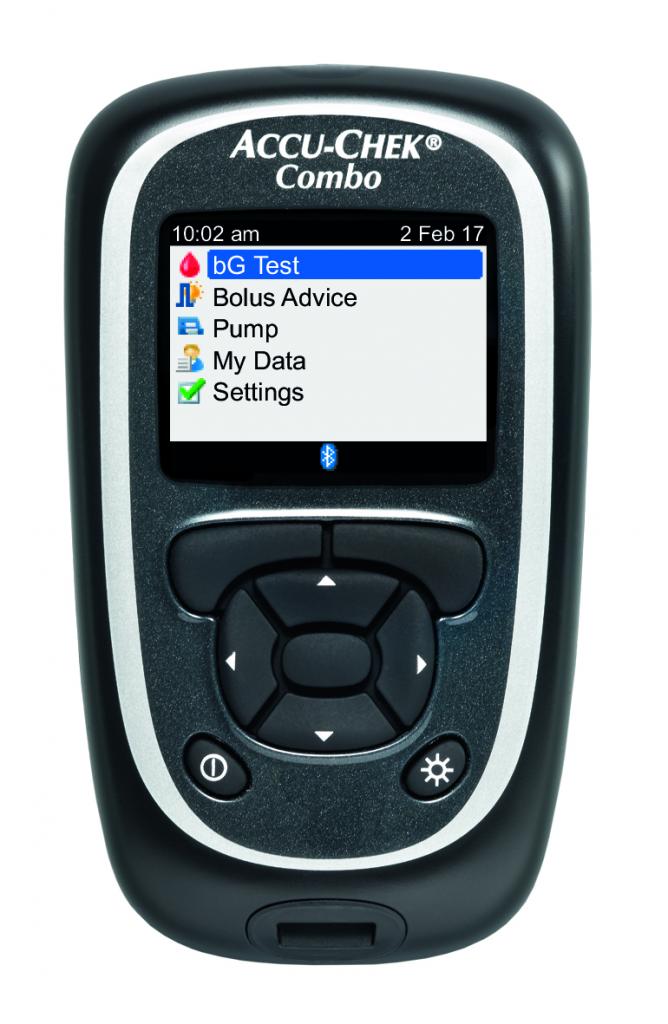 ACCU-CHEK®
Combo
10:02 am 2 Feb 17
bG Test
Bolus Advice
Pump
My Data
Settings